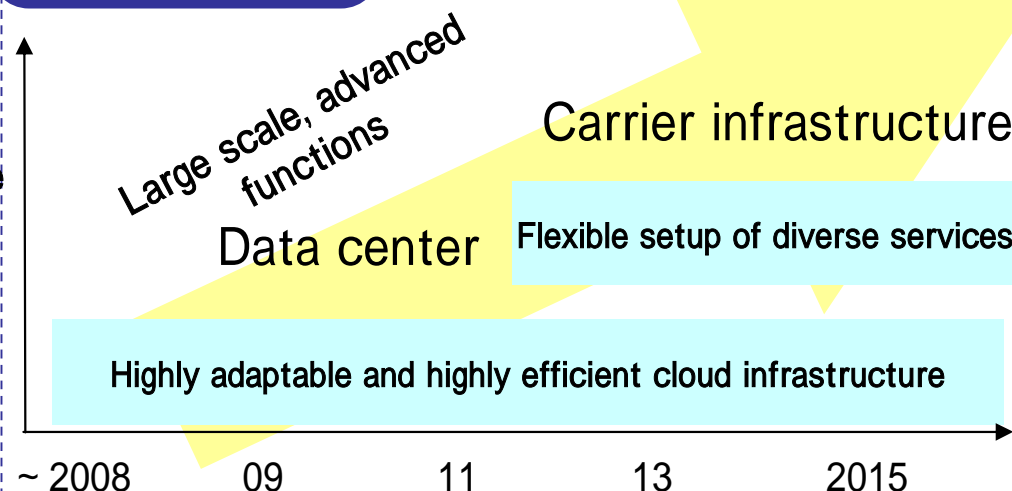 Large scale, advanced
functions
Carrier infrastructure
Data center
Flexible setup of diverse services
Highly adaptable and highly efficient cloud infrastructure
~ 2008 09 11 13 2015